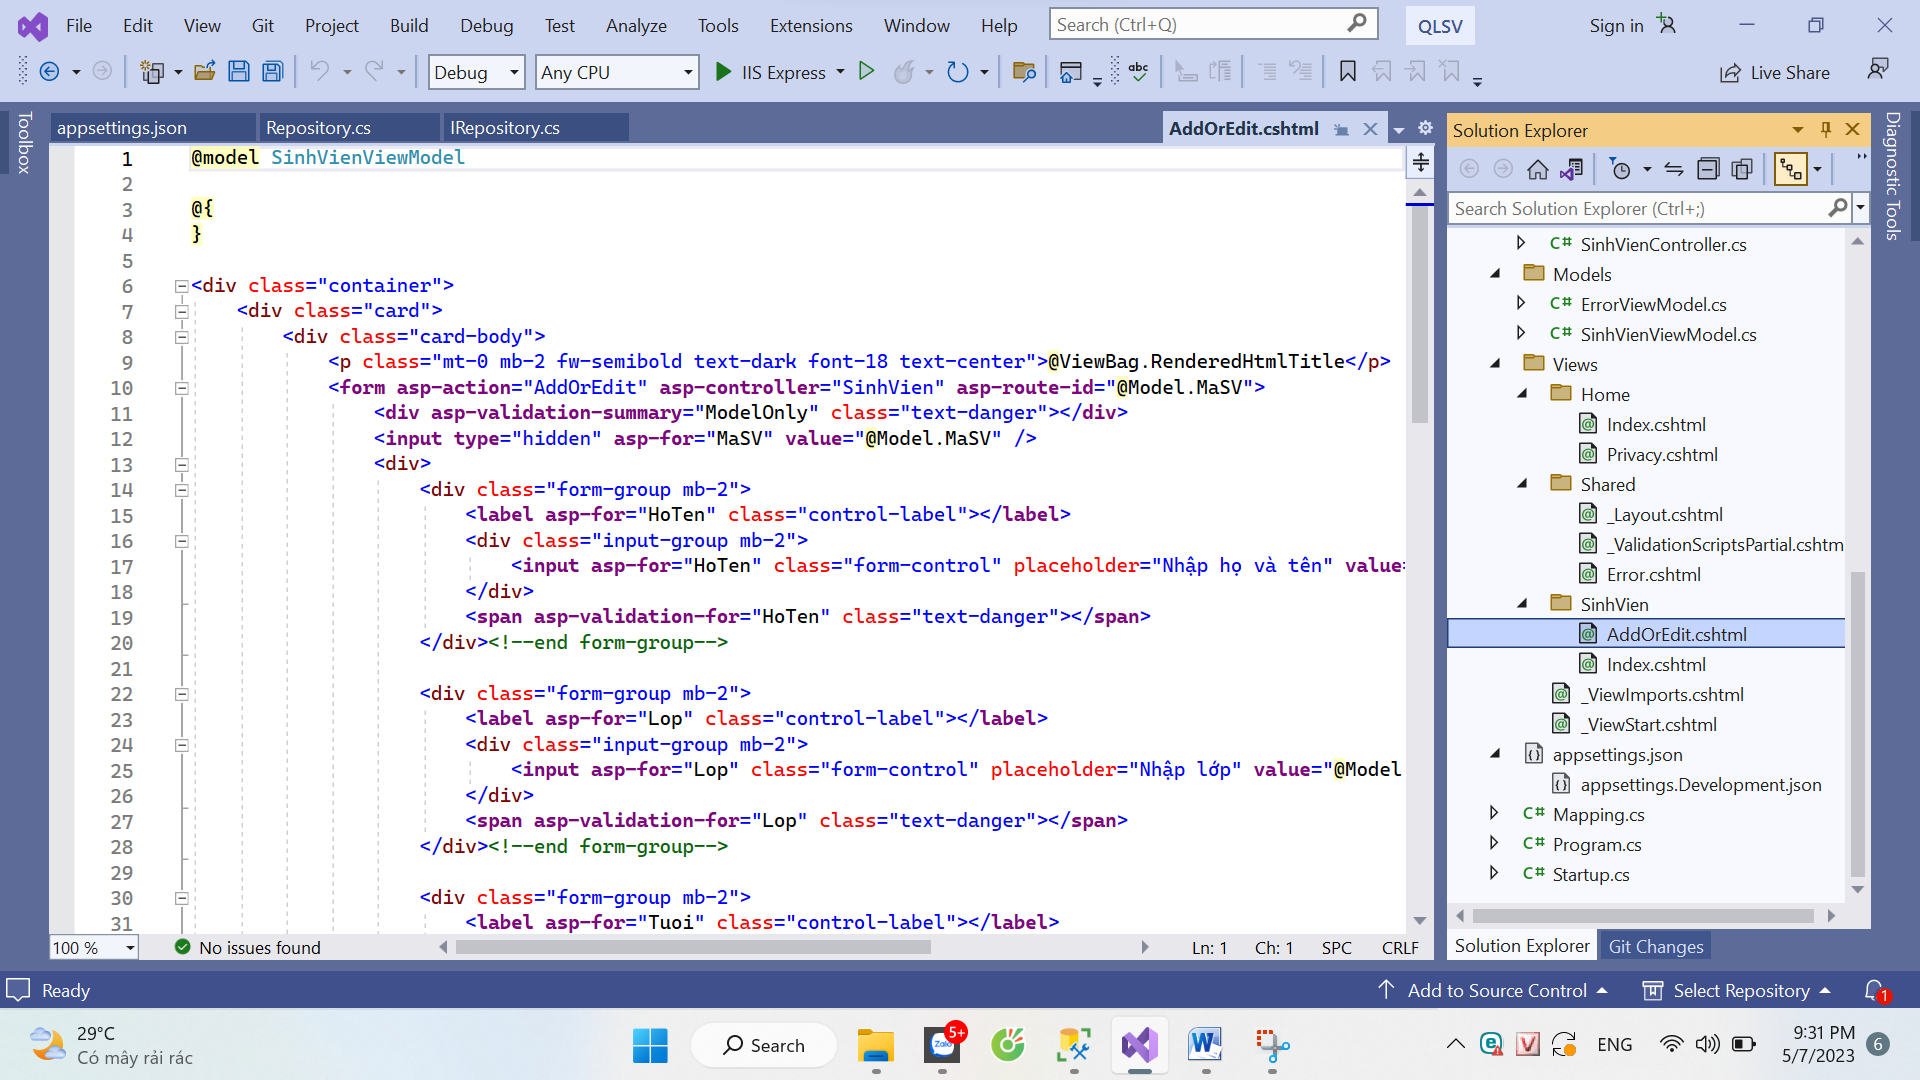 File Edit View Git Project Build Debug Test Analyze Tools Extensions Window Help Search (Ctrl+Q) QLSV Sign in
Debug Any CPU IIS Express Live Share
Toolbox
appsettings.json Repository.cs IRepository.cs AddOrEdit.cshtml
1 @model SinhVienViewModel
2
3 @{
4 }
5
6 <div class="container">
7 <div class="card">
8 <div class="card-body">
9 <p class="mt-0 mb-2 fw-semibold text-dark font-18 text-center">@ViewBag.RenderedHtmlTitle</p>
10 <form asp-action="AddOrEdit" asp-controller="SinhVien" asp-route-id="@Model.MaSV">
11 <div asp-validation-summary="ModelOnly" class="text-danger"></div>
12 <input type="hidden" asp-for="MaSV" value="@Model.MaSV" />
13 <div>
14 <div class="form-group mb-2">
15 <label asp-for="HoTen" class="control-label"></label>
16 <div class="input-group mb-2">
17 <input asp-for="HoTen" class="form-control" placeholder="Nhập họ và tên" value=
18 </div>
19 <span asp-validation-for="HoTen" class="text-danger"></span>
20 </div><!--end form-group-->
21
22 <div class="form-group mb-2">
23 <label asp-for="Lop" class="control-label"></label>
24 <div class="input-group mb-2">
25 <input asp-for="Lop" class="form-control" placeholder="Nhập lớp" value="@Model
26 </div>
27 <span asp-validation-for="Lop" class="text-danger"></span>
28 </div><!--end form-group-->
29
30 <div class="form-group mb-2">
31 <label asp-for="Tuoi" class="control-label"></label>
100 % No issues found Ln: 1 Ch: 1 SPC CRLF
Solution Explorer
Search Solution Explorer (Ctrl+;)
C# SinhVienController.cs
Models
C# ErrorViewModel.cs
C# SinhVienViewModel.cs
Views
Home
Index.cshtml
Privacy.cshtml
Shared
_Layout.cshtml
_ValidationScriptsPartial.cshtm
Error.cshtml
SinhVien
AddOrEdit.cshtml
Index.cshtml
_ViewImports.cshtml
_ViewStart.cshtml
appsettings.json
appsettings.Development.json
C# Mapping.cs
C# Program.cs
C# Startup.cs
Solution Explorer Git Changes
Diagnostic Tools
Ready Add to Source Control Select Repository 1
29°C
Có mây rải rác
Search
Zalo 5+
ENG
9:31 PM
5/7/2023
6